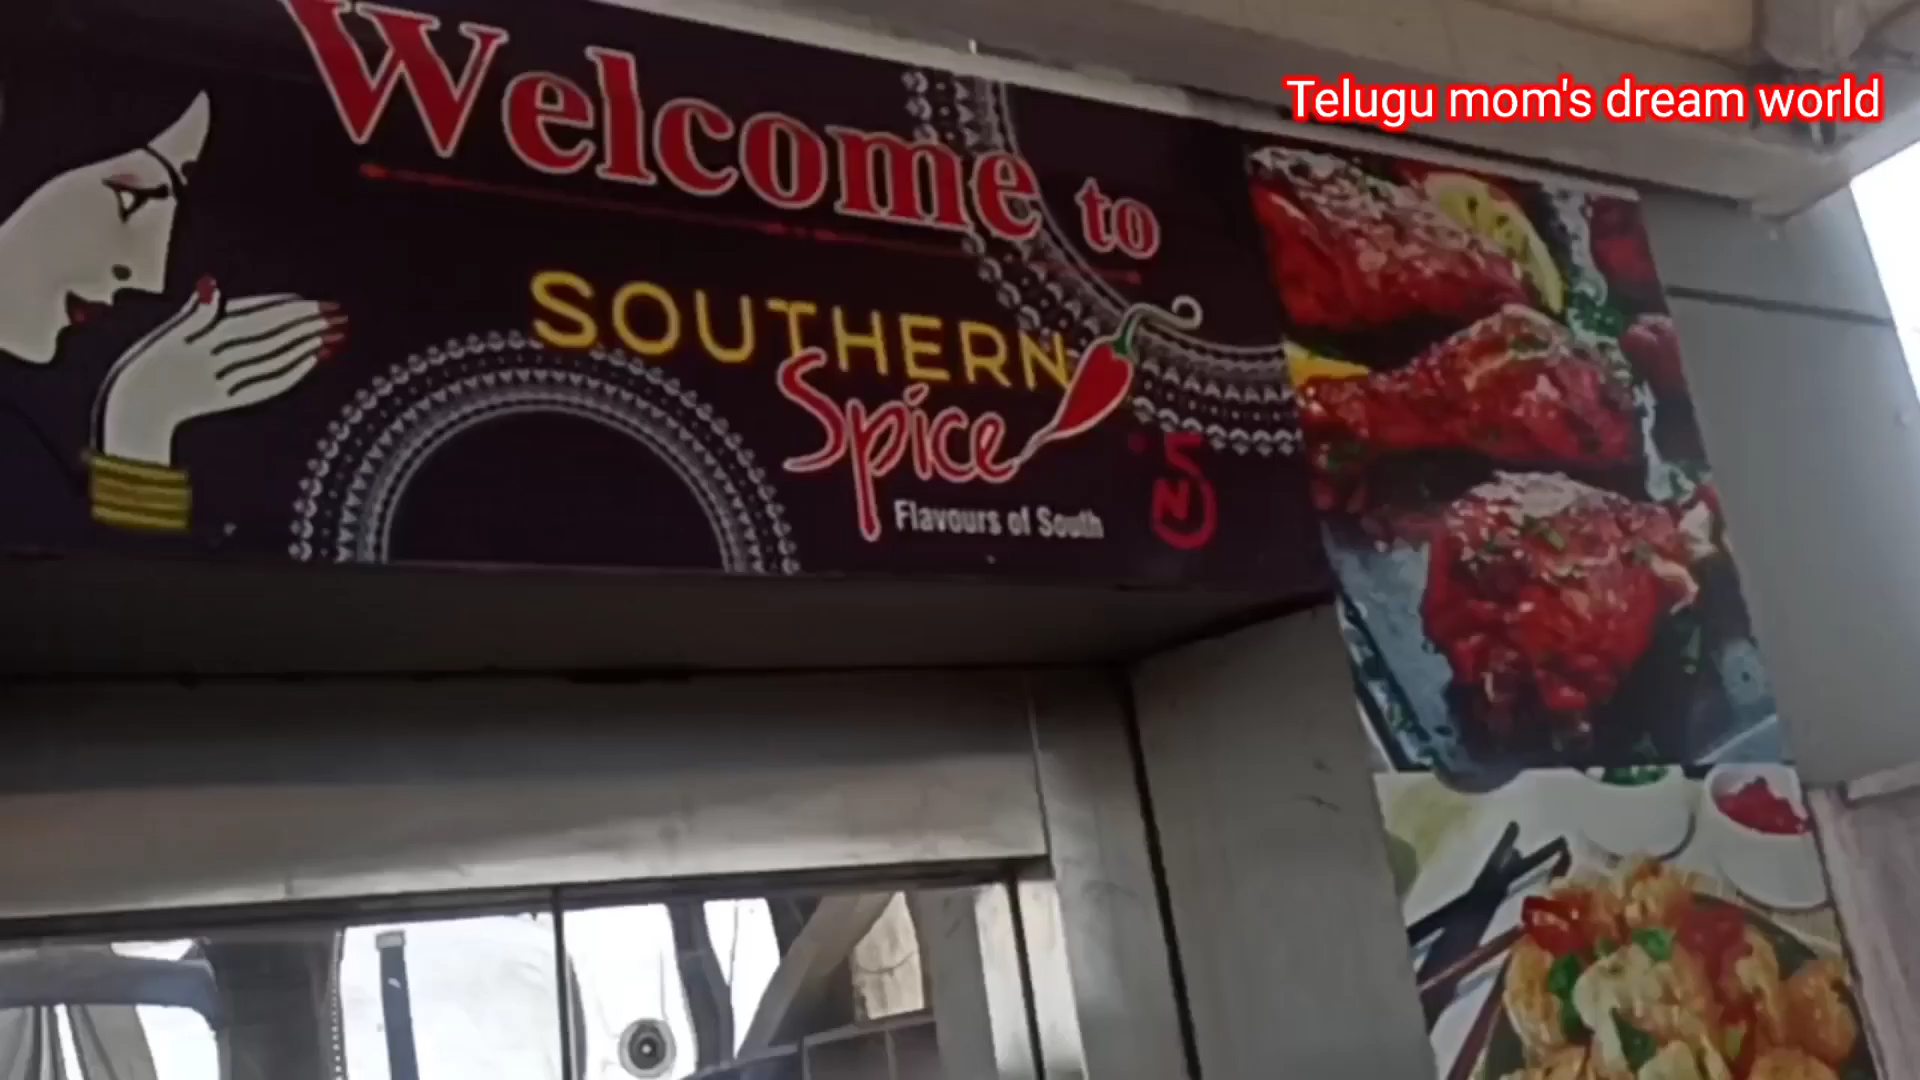 Telugu mom's dream world
Welcome to
SOUTHERN
Spice
Flavours of South